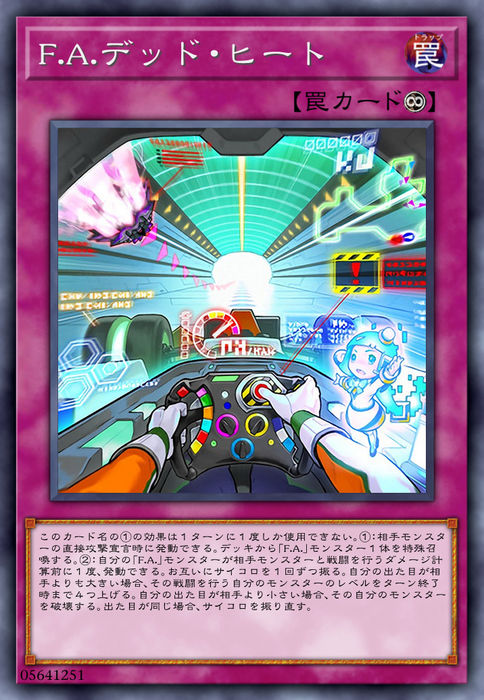 F.A.デッド・ヒート
トラップ
罠
【罠カード】
このカード名の①の効果は１ターンに１度しか使用できない。①：相手モンスタ
ーの直接攻撃宣言時に発動できる。デッキから「F.A.」モンスター１体を特殊召
喚する。②：自分の「F.A.」モンスターが相手モンスターと戦闘を行うダメージ計
算前に１度、発動できる。お互いにサイコロを１回ずつ振る。自分の出た目が相
手よりも大きい場合、その戦闘を行う自分のモンスターのレベルをターン終了
時まで４つ上げる。自分の出た目が相手より小さい場合、その自分のモンスター
を破壊する。出た目が同じ場合、サイコロを振り直す。
05641251